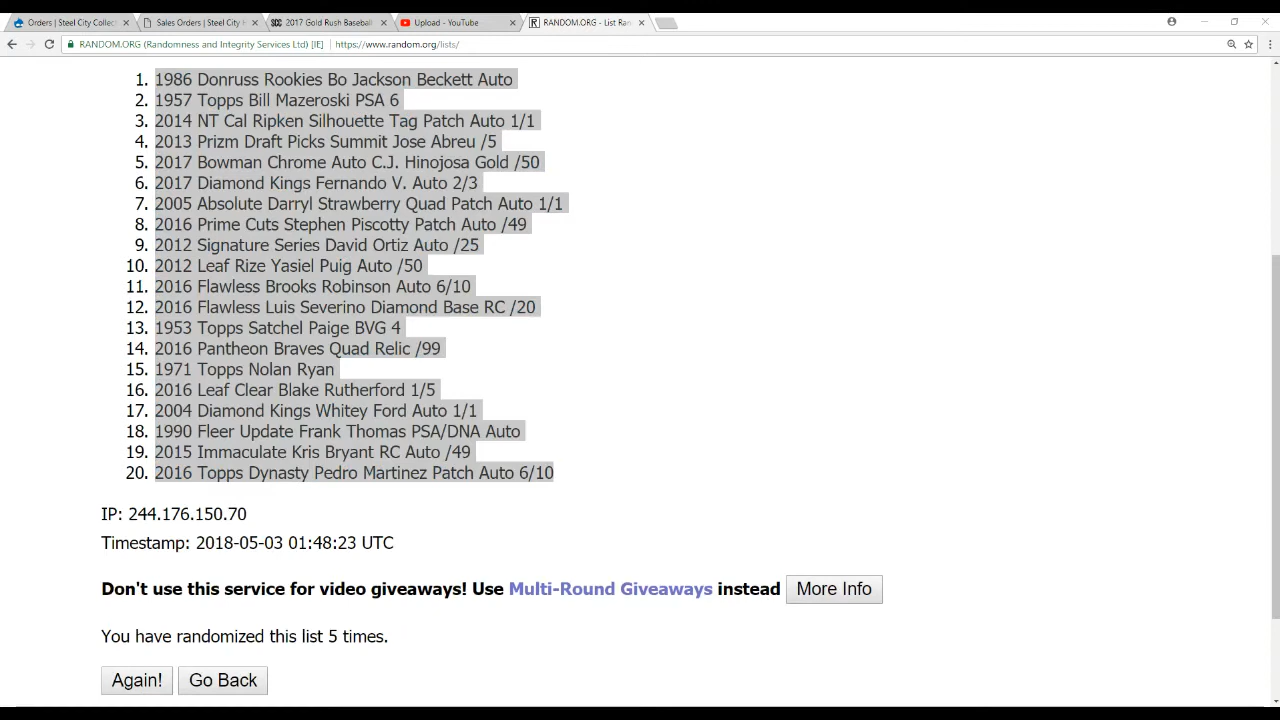 Orders | Steel City Collec
Sales Orders | Steel City H
2017 Gold Rush Baseball
Upload - YouTube
RANDOM.ORG - List Ran
RANDOM.ORG (Randomness and Integrity Services Ltd) [IE]
https://www.random.org/lists/
1. 1986 Donruss Rookies Bo Jackson Beckett Auto
2. 1957 Topps Bill Mazeroski PSA 6
3. 2014 NT Cal Ripken Silhouette Tag Patch Auto 1/1
4. 2013 Prizm Draft Picks Summit Jose Abreu /5
5. 2017 Bowman Chrome Auto C.J. Hinojosa Gold /50
6. 2017 Diamond Kings Fernando V. Auto 2/3
7. 2005 Absolute Darryl Strawberry Quad Patch Auto 1/1
8. 2016 Prime Cuts Stephen Piscotty Patch Auto /49
9. 2012 Signature Series David Ortiz Auto /25
10. 2012 Leaf Rize Yasiel Puig Auto /50
11. 2016 Flawless Brooks Robinson Auto 6/10
12. 2016 Flawless Luis Severino Diamond Base RC /20
13. 1953 Topps Satchel Paige BVG 4
14. 2016 Pantheon Braves Quad Relic /99
15. 1971 Topps Nolan Ryan
16. 2016 Leaf Clear Blake Rutherford 1/5
17. 2004 Diamond Kings Whitey Ford Auto 1/1
18. 1990 Fleer Update Frank Thomas PSA/DNA Auto
19. 2015 Immaculate Kris Bryant RC Auto /49
20. 2016 Topps Dynasty Pedro Martinez Patch Auto 6/10
IP: 244.176.150.70
Timestamp: 2018-05-03 01:48:23 UTC
Don't use this service for video giveaways! Use Multi-Round Giveaways instead More Info
You have randomized this list 5 times.
Again! Go Back